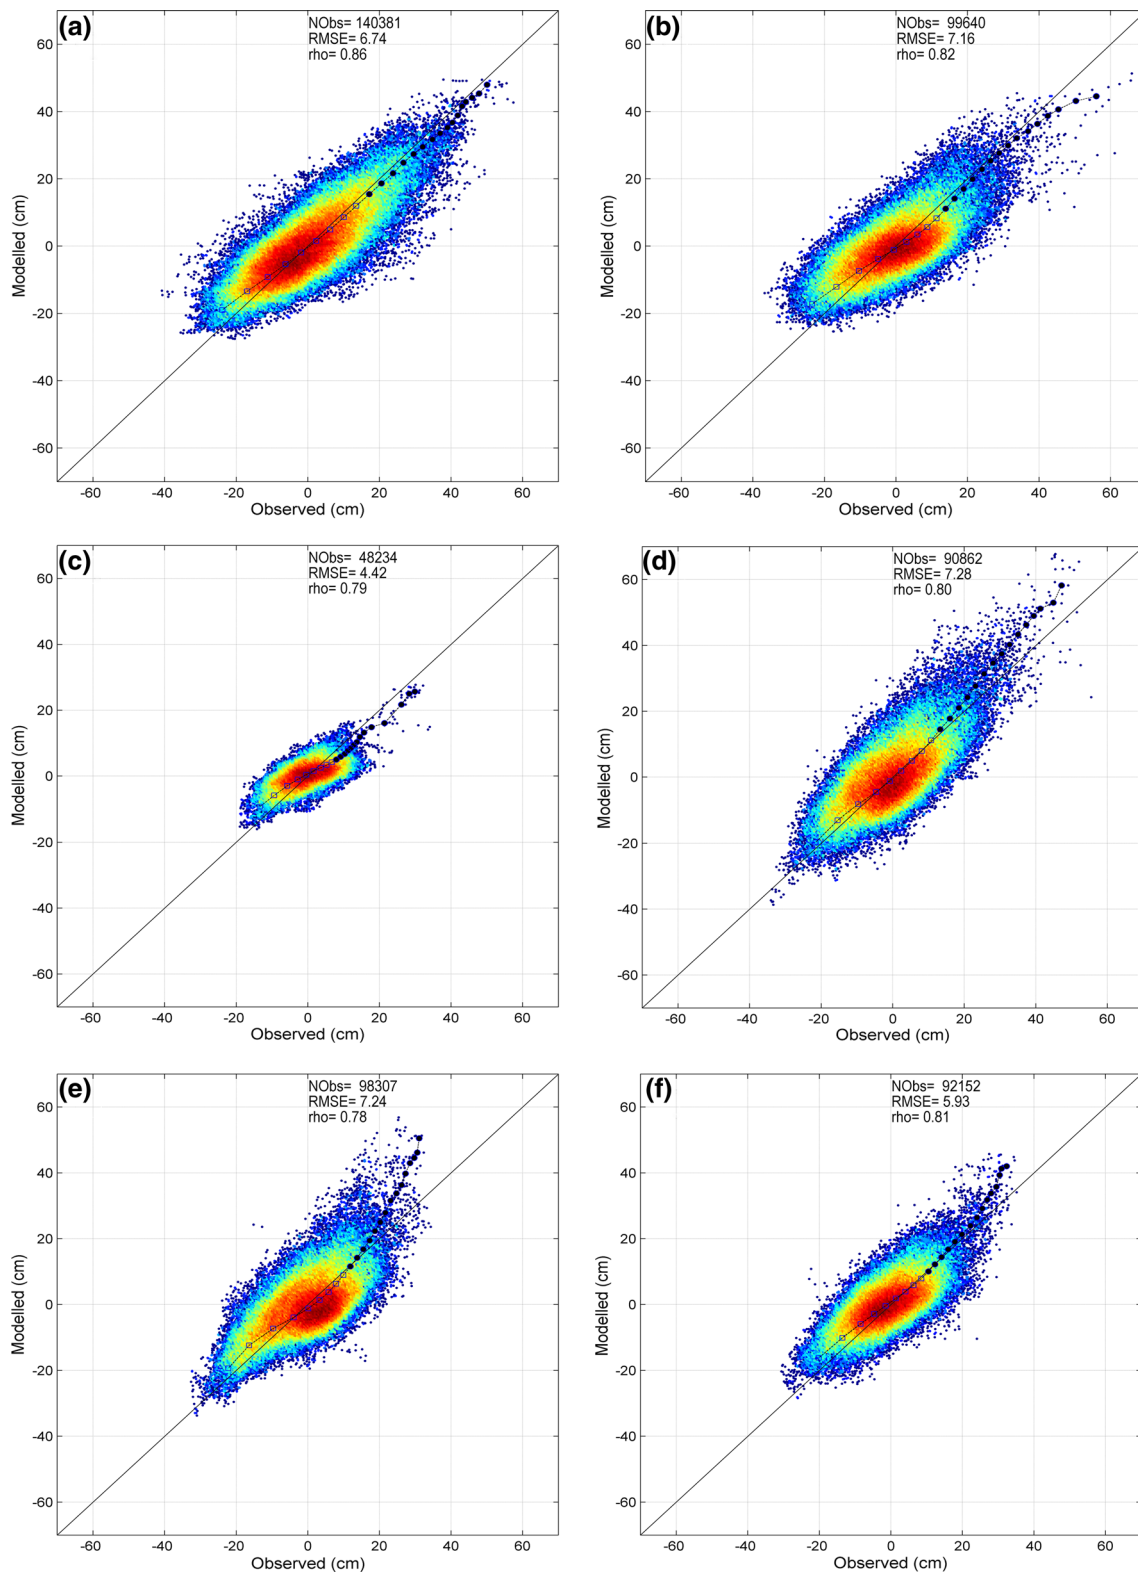 (a)
NObs= 140381
RMSE= 6.74
rho= 0.86
60
40
20
0
-20
-40
-60
Modelled (cm)
-60 -40 -20 0 20 40 60
Observed (cm)
(b)
NObs= 99640
RMSE= 7.16
rho= 0.82
60
40
20
0
-20
-40
-60
Modelled (cm)
-60 -40 -20 0 20 40 60
Observed (cm)
(c)
NObs= 48234
RMSE= 4.42
rho= 0.79
60
40
20
0
-20
-40
-60
Modelled (cm)
-60 -40 -20 0 20 40 60
Observed (cm)
(d)
NObs= 90862
RMSE= 7.28
rho= 0.80
60
40
20
0
-20
-40
-60
Modelled (cm)
-60 -40 -20 0 20 40 60
Observed (cm)
(e)
NObs= 98307
RMSE= 7.24
rho= 0.78
60
40
20
0
-20
-40
-60
Modelled (cm)
-60 -40 -20 0 20 40 60
Observed (cm)
(f)
NObs= 92152
RMSE= 5.93
rho= 0.81
60
40
20
0
-20
-40
-60
Modelled (cm)
-60 -40 -20 0 20 40 60
Observed (cm)